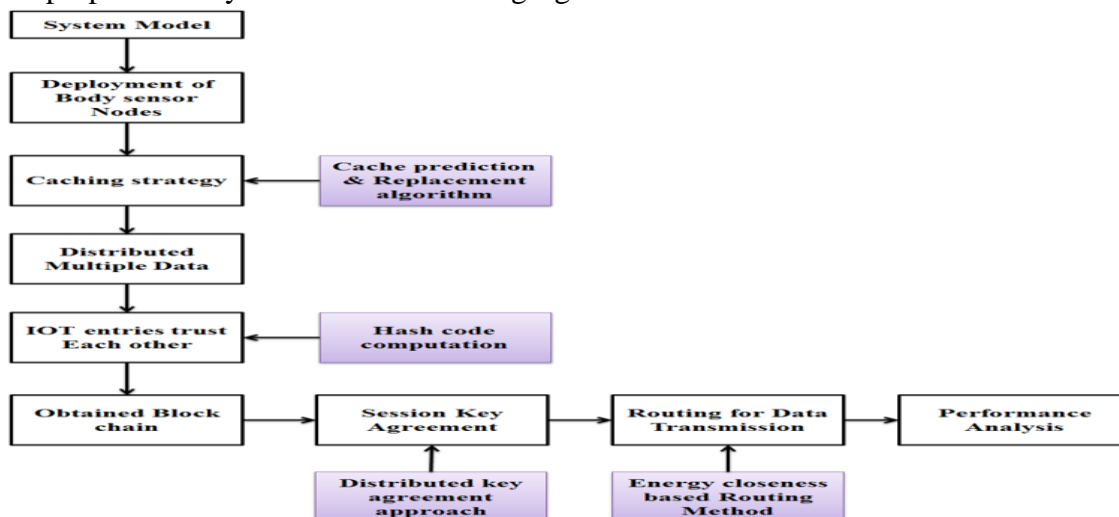 System Model
Deployment of
Body sensor
Nodes
Caching strategy
Cache prediction
& Replacement
algorithm
Distributed
Multiple Data
IOT entries trust
Each other
Hash code
computation
Obtained Block
chain
Session Key
Agreement
Routing for Data
Transmission
Performance
Analysis
Distributed key
agreement
approach
Energy closeness
based Routing
Method